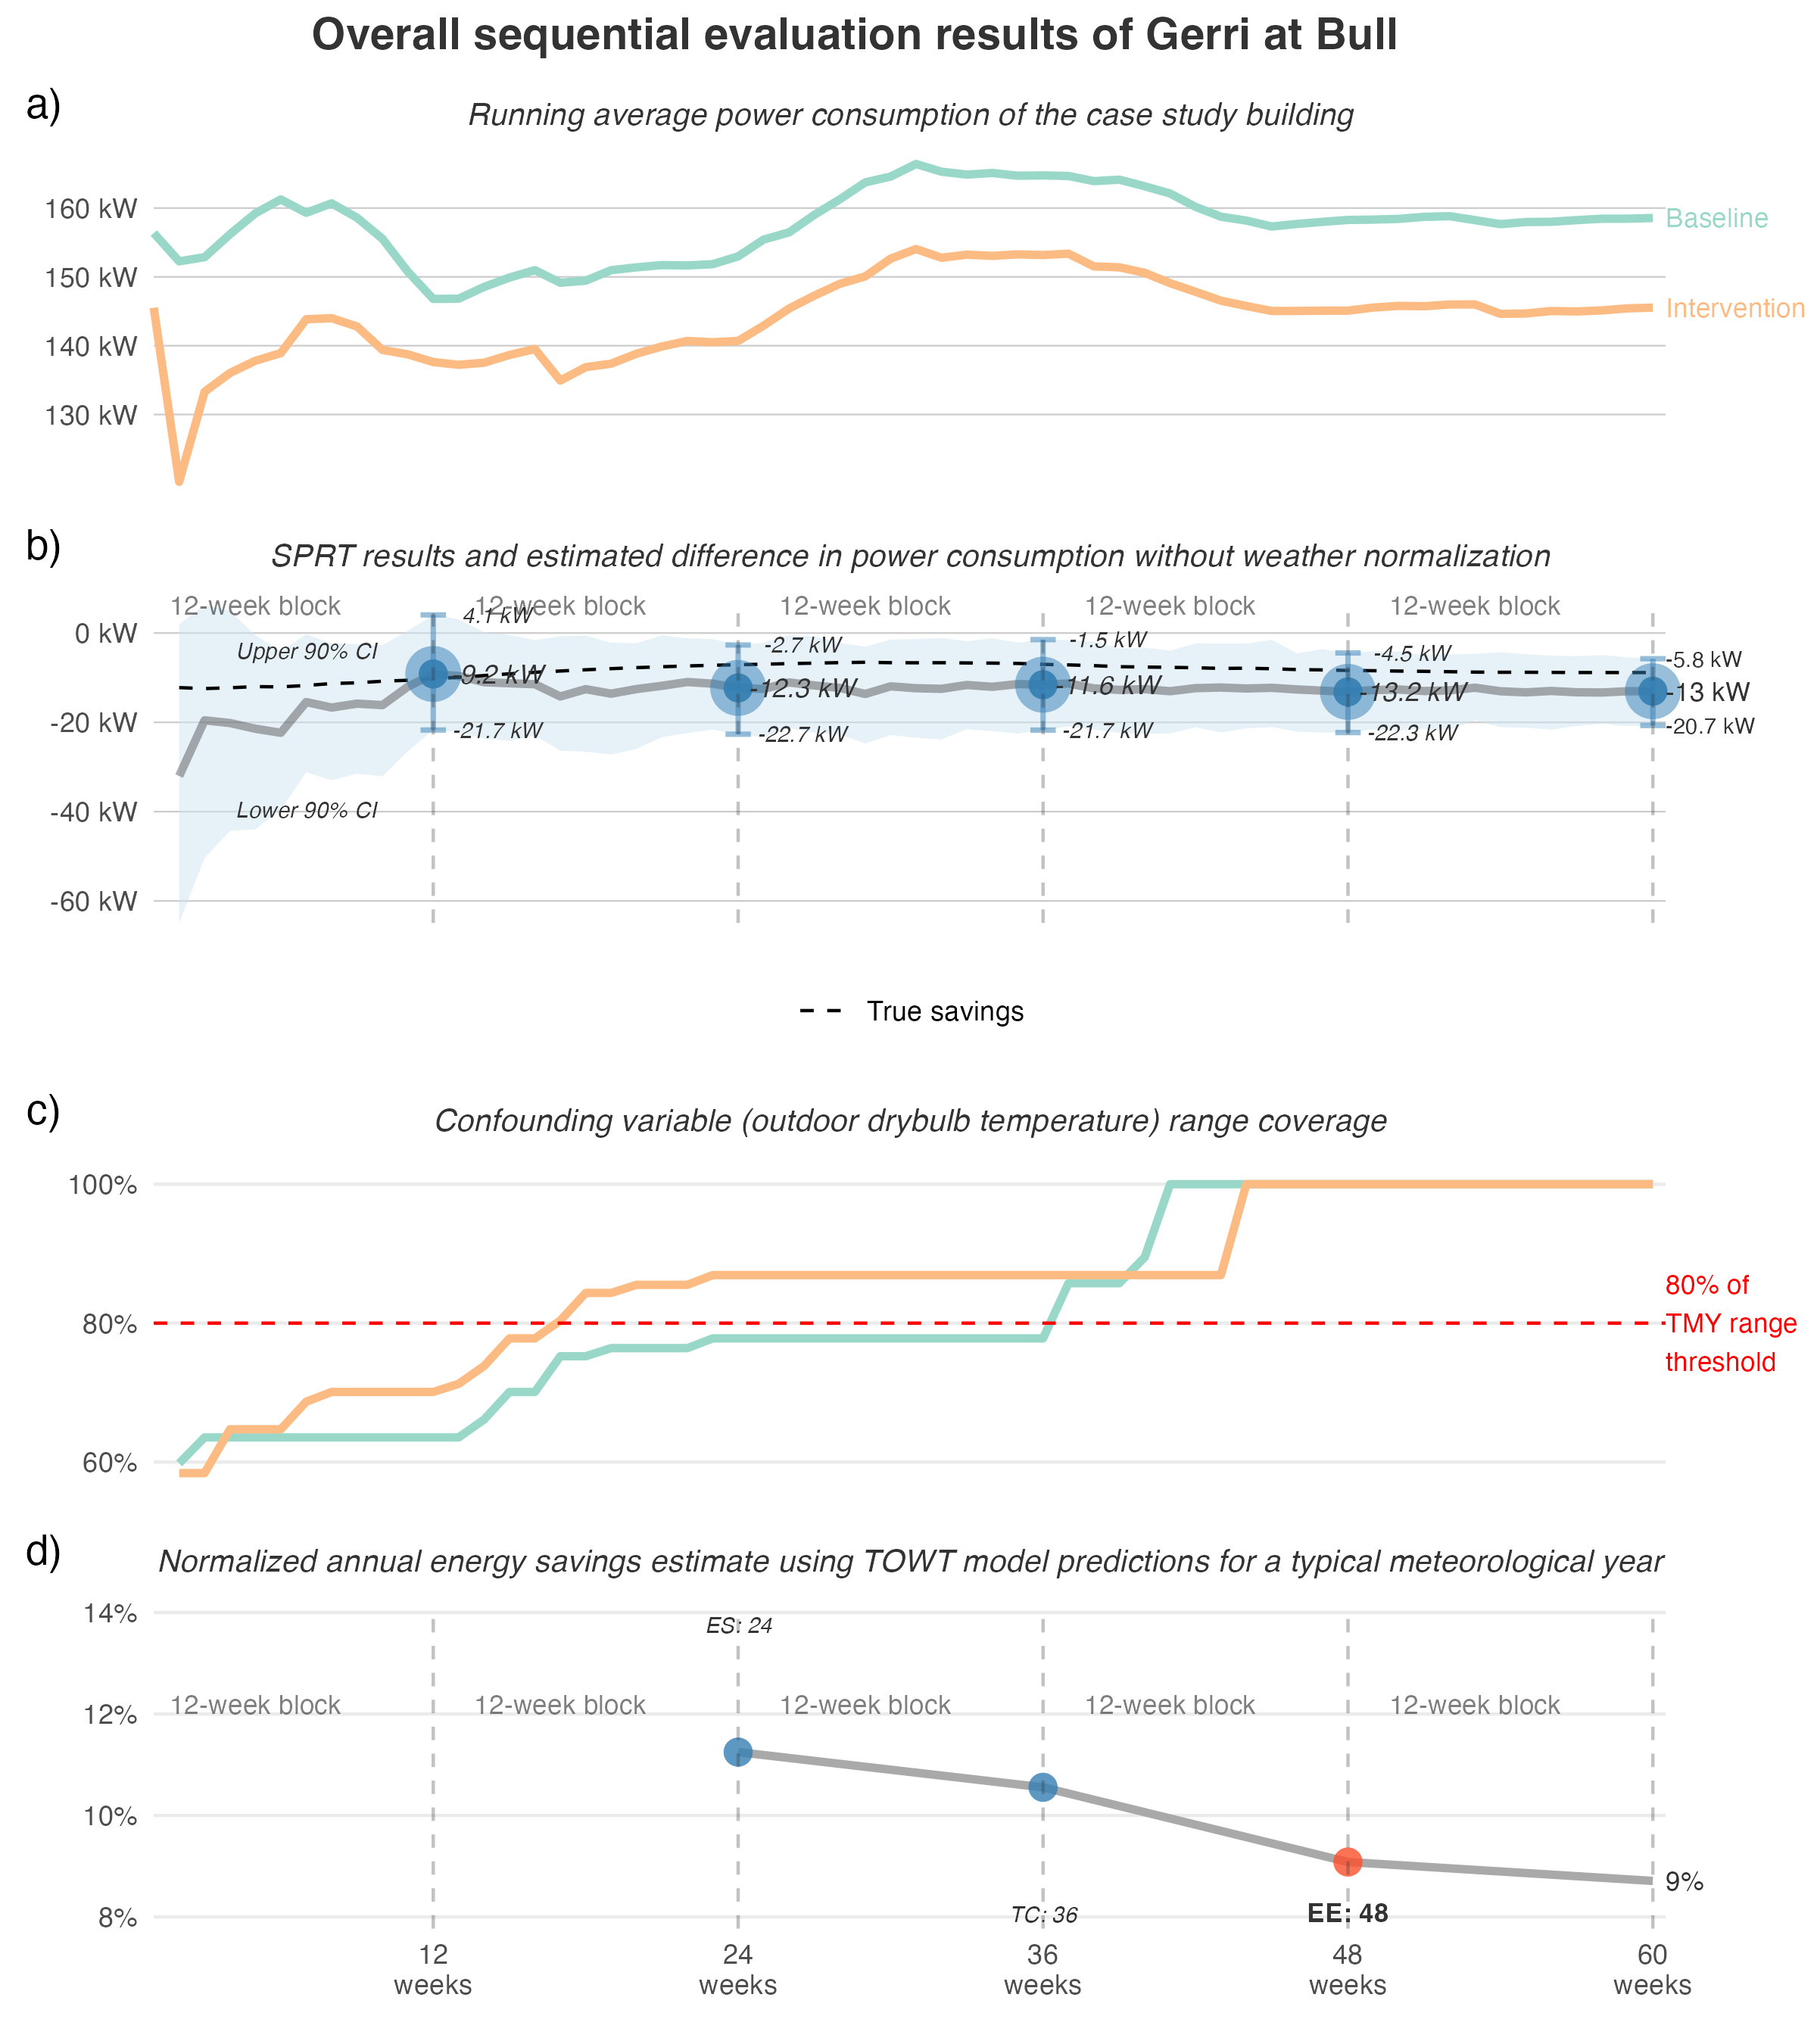 Overall sequential evaluation results of Gerri at Bull
a)
Running average power consumption of the case study building
160 kW
150 kW
140 kW
130 kW
Baseline
Intervention
b)
SPRT results and estimated difference in power consumption without weather normalization
12-week block
12-week block
12-week block
12-week block
12-week block
0 kW
-20 kW
-40 kW
-60 kW
Upper 90% CI
Lower 90% CI
4.1 kW
-9.2 kW
-21.7 kW
-2.7 kW
-12.3 kW
-22.7 kW
-1.5 kW
-11.6 kW
-21.7 kW
-4.5 kW
-13.2 kW
-22.3 kW
-5.8 kW
-13 kW
-20.7 kW
True savings
c)
Confounding variable (outdoor drybulb temperature) range coverage
100%
80%
60%
80% of
TMY range
threshold
d)
Normalized annual energy savings estimate using TOWT model predictions for a typical meteorological year
14%
12%
10%
8%
ES: 24
12-week block
12-week block
12-week block
12-week block
12-week block
TC: 36
EE: 48
9%
12
weeks
24
weeks
36
weeks
48
weeks
60
weeks